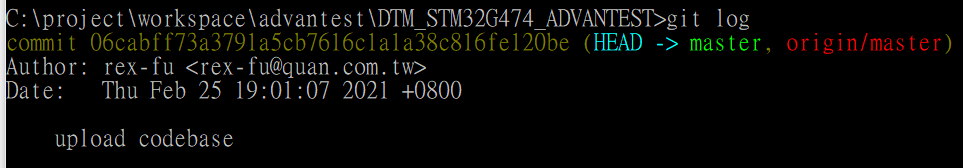 C:\project\workspace\advantest\DTM_STM32G474_ADVANTEST>git log
commit 06cabff73a3791a5cb7616c1a1a38c816fe120be (HEAD -> master, origin/master)
Author: rex-fu <rex-fu@quan.com.tw>
Date:   Thu Feb 25 19:01:07 2021 +0800
    upload codebase